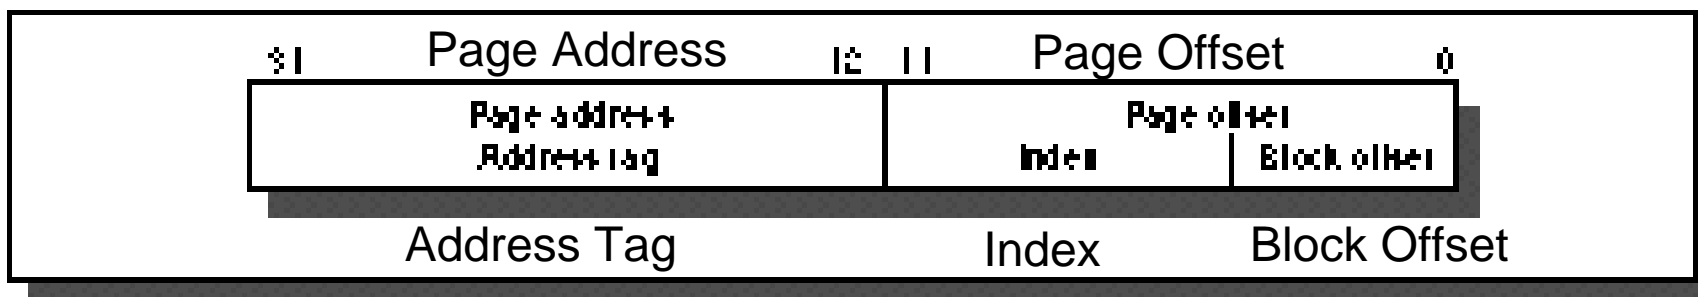 Page Address Page Offset
31 12 11 0
Page address Page offset
Address tag Index Block offset
Address Tag Index Block Offset